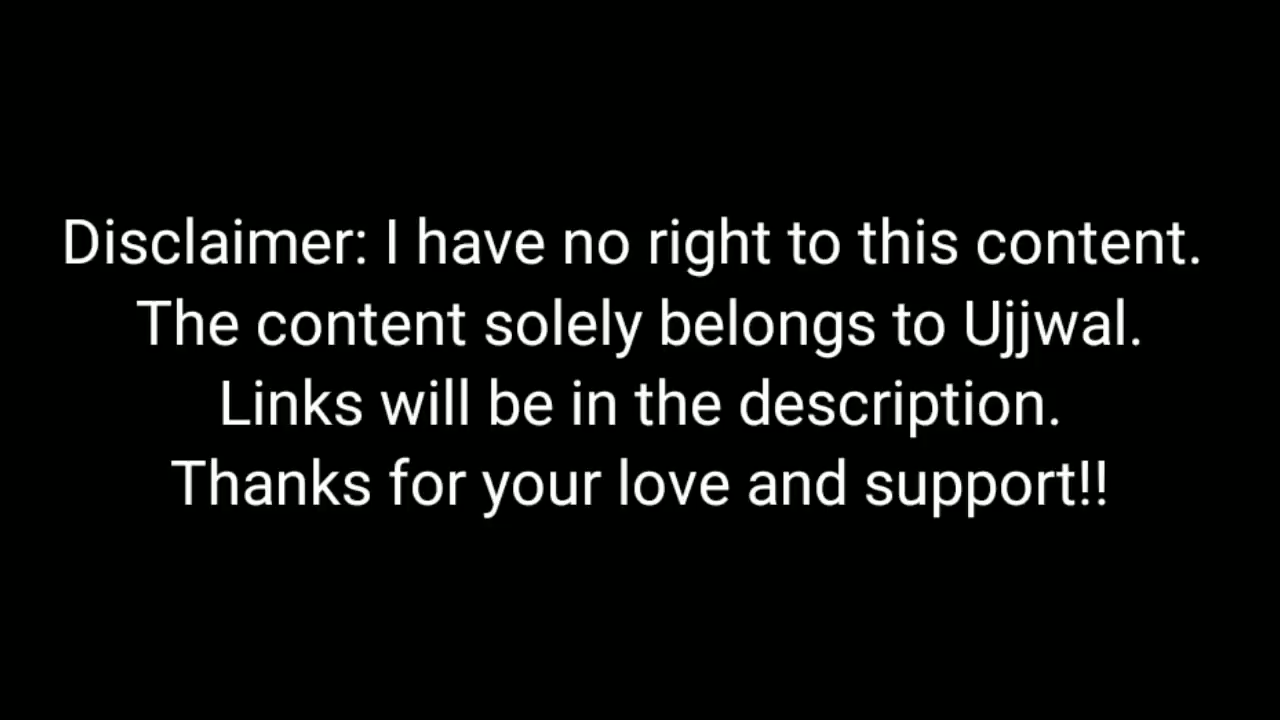 Disclaimer: I have no right to this content.
The content solely belongs to Ujjwal.
Links will be in the description.
Thanks for your love and support!!